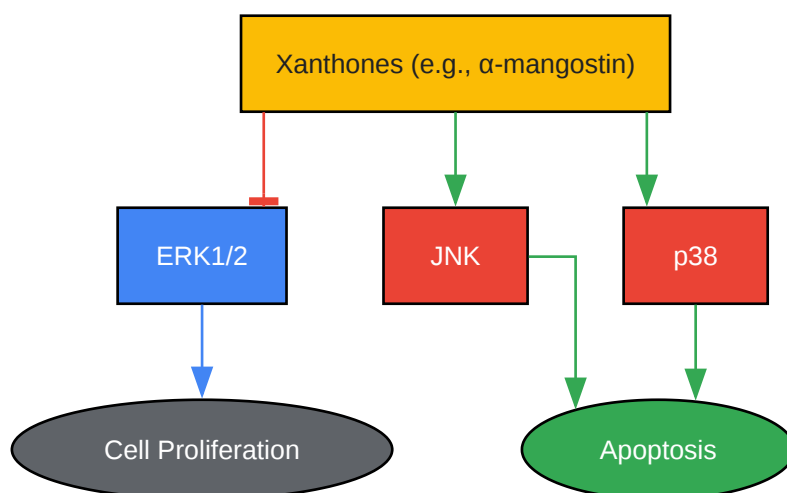 Xanthones (e.g., α-mangostin)
ERK1/2
JNK
p38
Cell Proliferation
Apoptosis